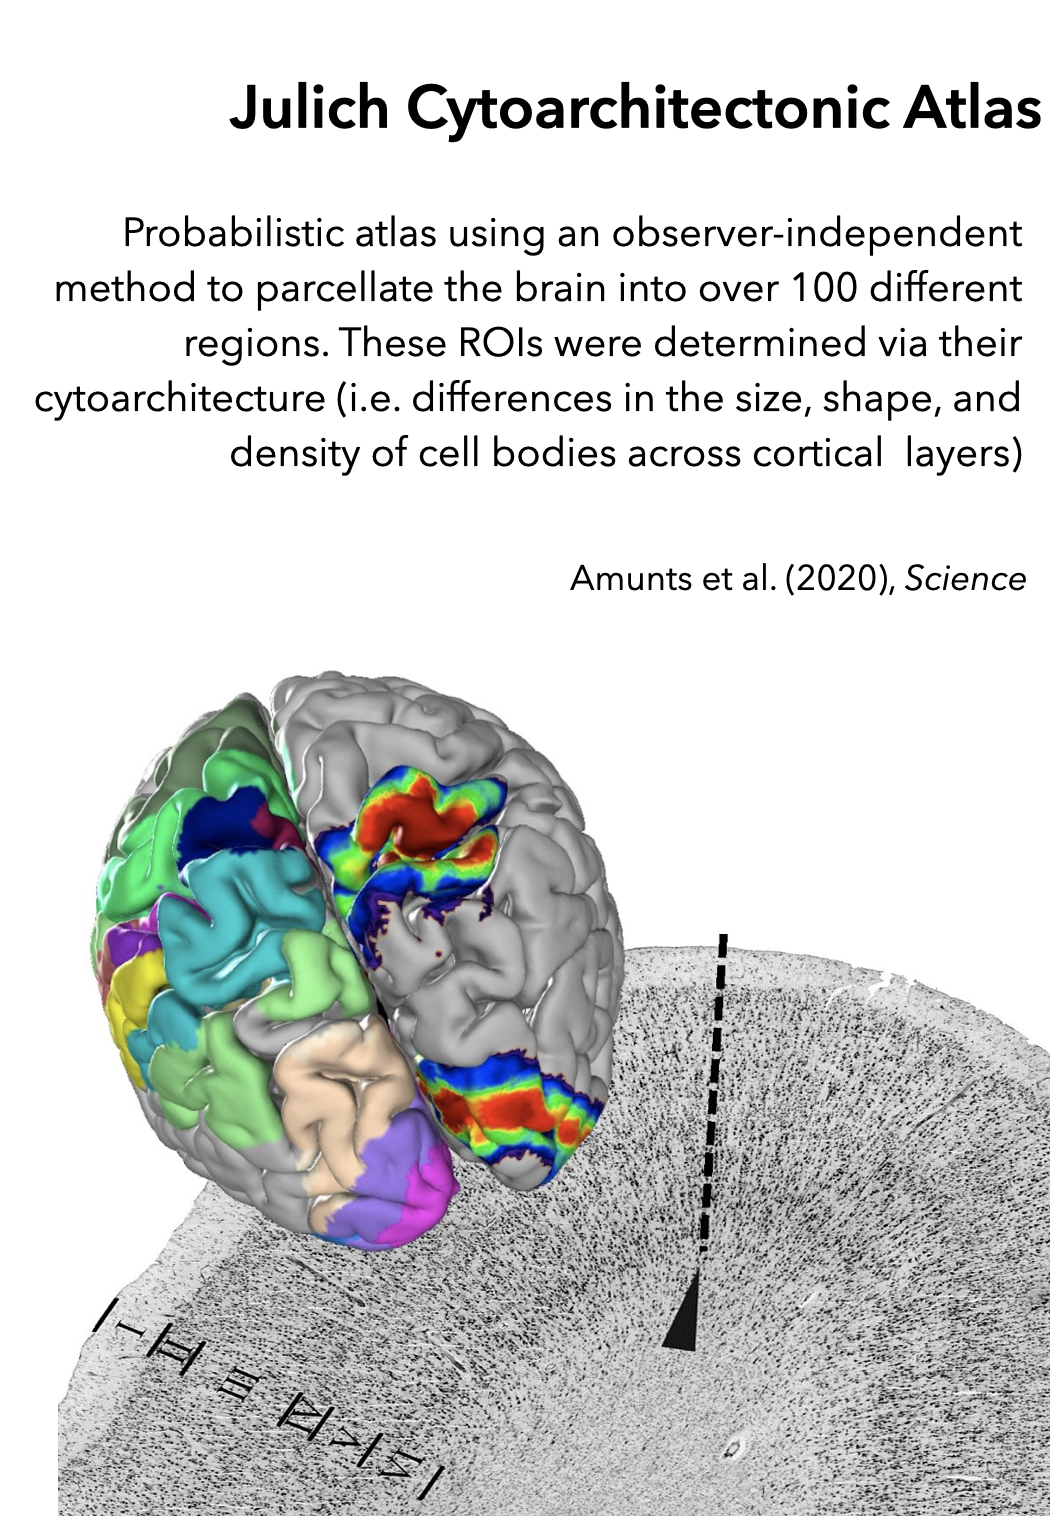 Julich Cytoarchitectonic Atlas
Probabilistic atlas using an observer-independent
method to parcellate the brain into over 100 different
regions. These ROIs were determined via their
cytoarchitecture (i.e. differences in the size, shape, and
density of cell bodies across cortical  layers)
Amunts et al. (2020), Science
I II III IV V VI